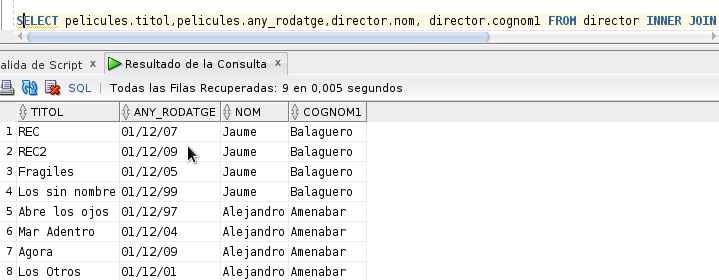 SELECT pelicules.titol,pelicules.any_rodatge,director.nom, director.cognom1 FROM director INNER JOIN
alida de Script x Resultado de la Consulta x
SQL | Todas las Filas Recuperadas: 9 en 0,005 segundos
TITOL ANY_RODATGE NOM COGNOM1
1 REC 01/12/07 Jaume Balaguero
2 REC2 01/12/09 Jaume Balaguero
3 Fragiles 01/12/05 Jaume Balaguero
4 Los sin nombre 01/12/99 Jaume Balaguero
5 Abre los ojos 01/12/97 Alejandro Amenabar
6 Mar Adentro 01/12/04 Alejandro Amenabar
7 Agora 01/12/09 Alejandro Amenabar
8 Los Otros 01/12/01 Alejandro Amenabar